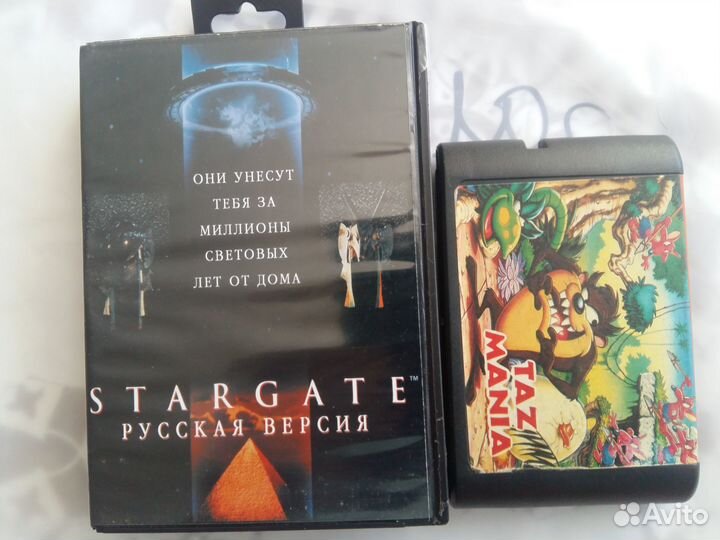 ОНИ УНЕСУТ
ТЕБЯ ЗА
МИЛЛИОНЫ
СВЕТОВЫХ
ЛЕТ ОТ ДОМА
STARGATE™
РУССКАЯ ВЕРСИЯ
TAZ
MANIA
Avito